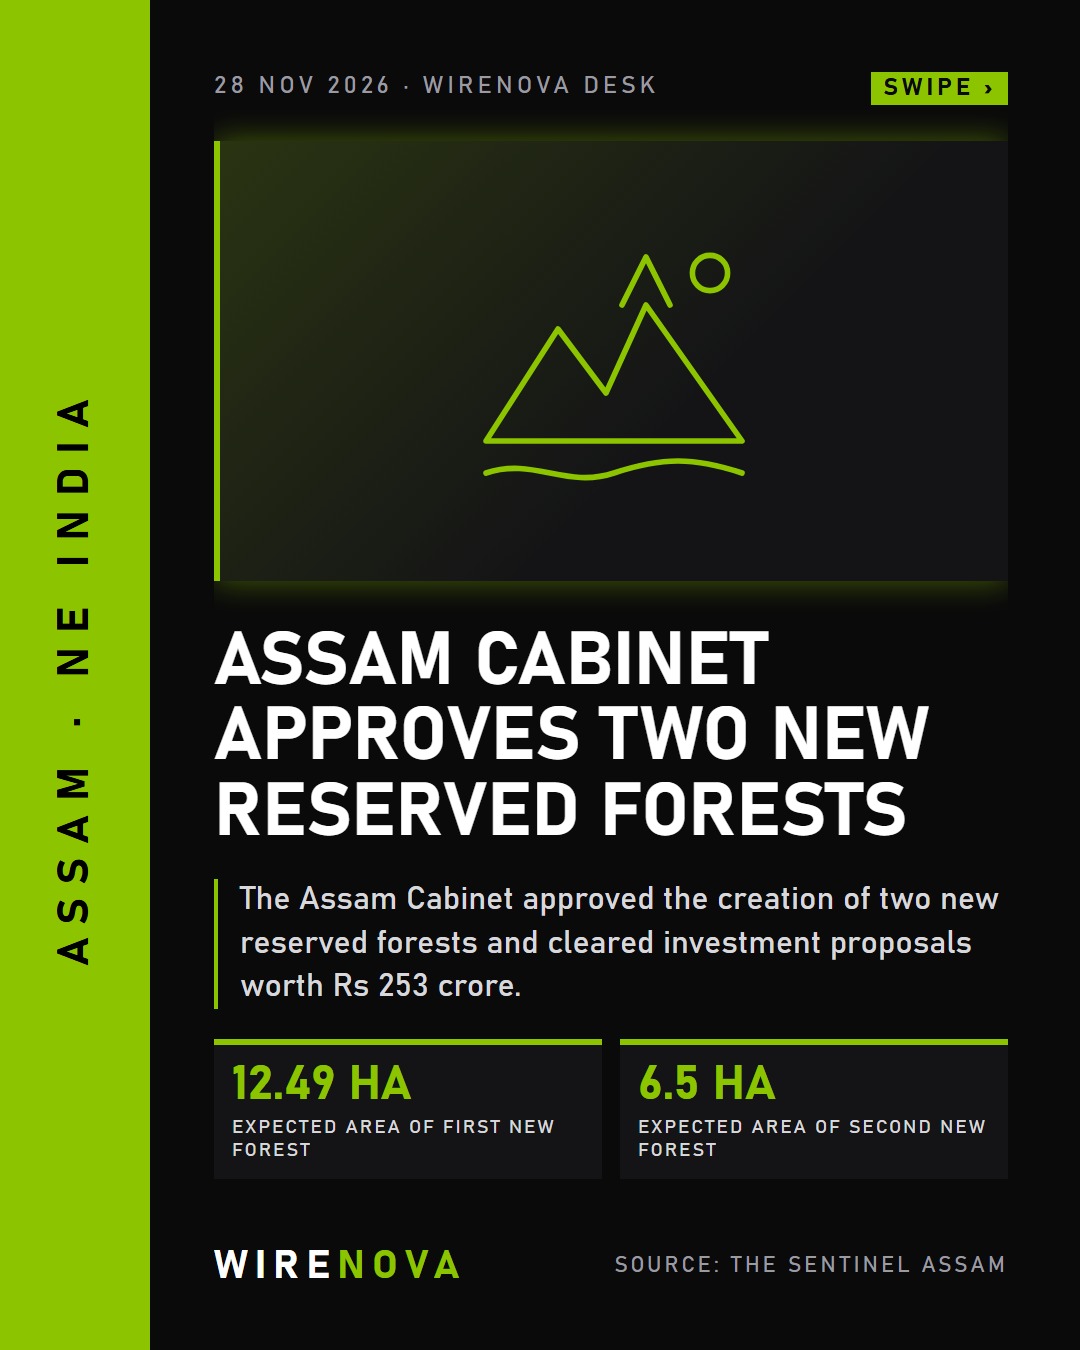 28 NOV 2026 · WIRENOVA DESK
SWIPE ›
ASSAM · NE INDIA
ASSAM CABINET
APPROVES TWO NEW
RESERVED FORESTS
The Assam Cabinet approved the creation of two new
reserved forests and cleared investment proposals
worth Rs 253 crore.
12.49 HA
EXPECTED AREA OF FIRST NEW
FOREST
6.5 HA
EXPECTED AREA OF SECOND NEW
FOREST
WIRENOVA
SOURCE: THE SENTINEL ASSAM